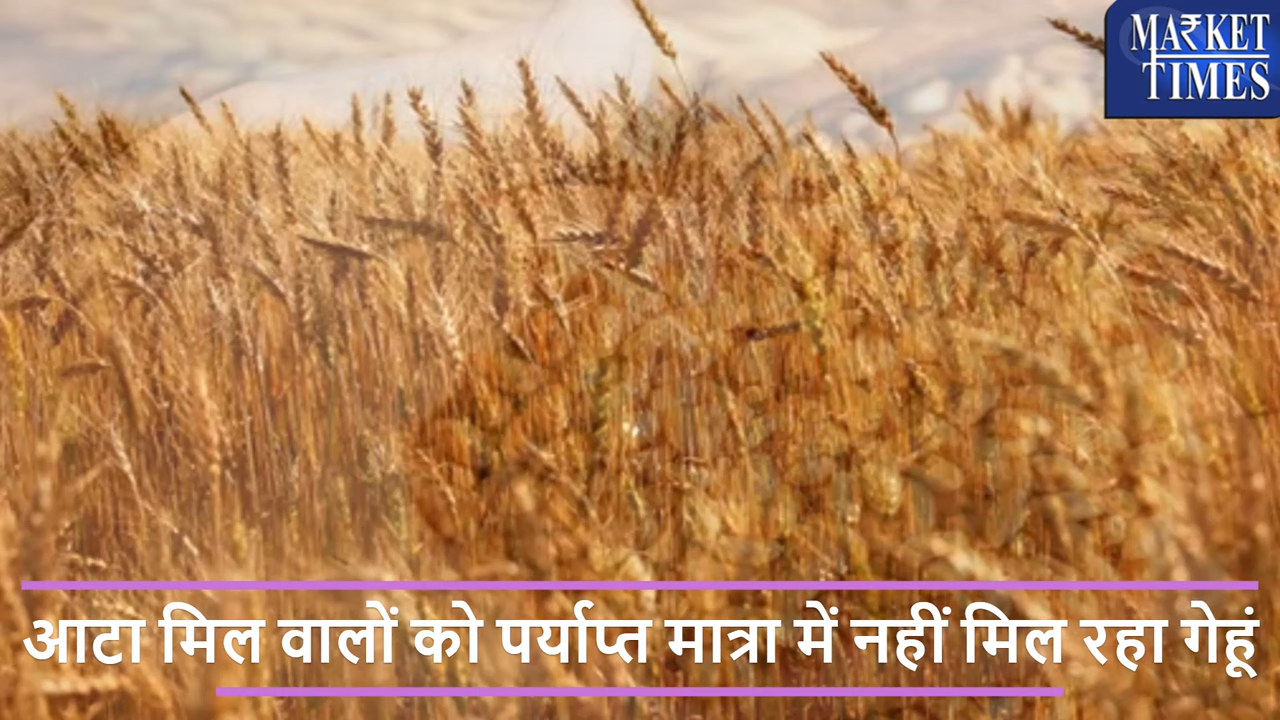 MA₹KET
TIMES
आटा मिल वालों को पर्याप्त मात्रा में नहीं मिल रहा गेहूं